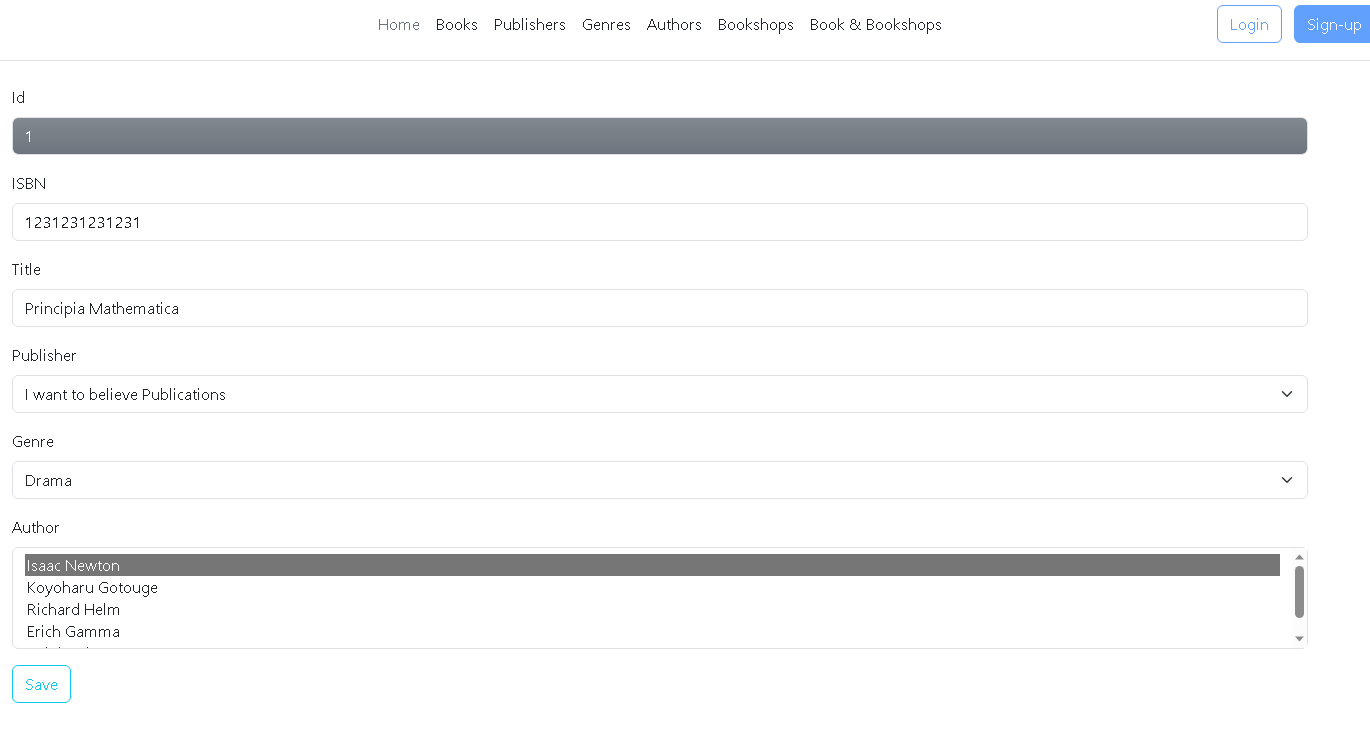 Home Books Publishers Genres Authors Bookshops Book & Bookshops Login Sign-up
Id
1
ISBN
1231231231231
Title
Principia Mathematica
Publisher
I want to believe Publications
Genre
Drama
Author
Isaac Newton
Koyoharu Gotouge
Richard Helm
Erich Gamma
Save